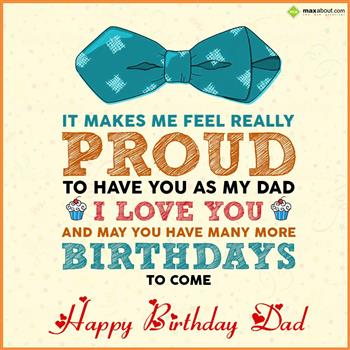 maxabout.com
IT MAKES ME FEEL REALLY
PROUD
TO HAVE YOU AS MY DAD
I LOVE YOU
AND MAY YOU HAVE MANY MORE
BIRTHDAYS
TO COME
Happy Birthday Dad